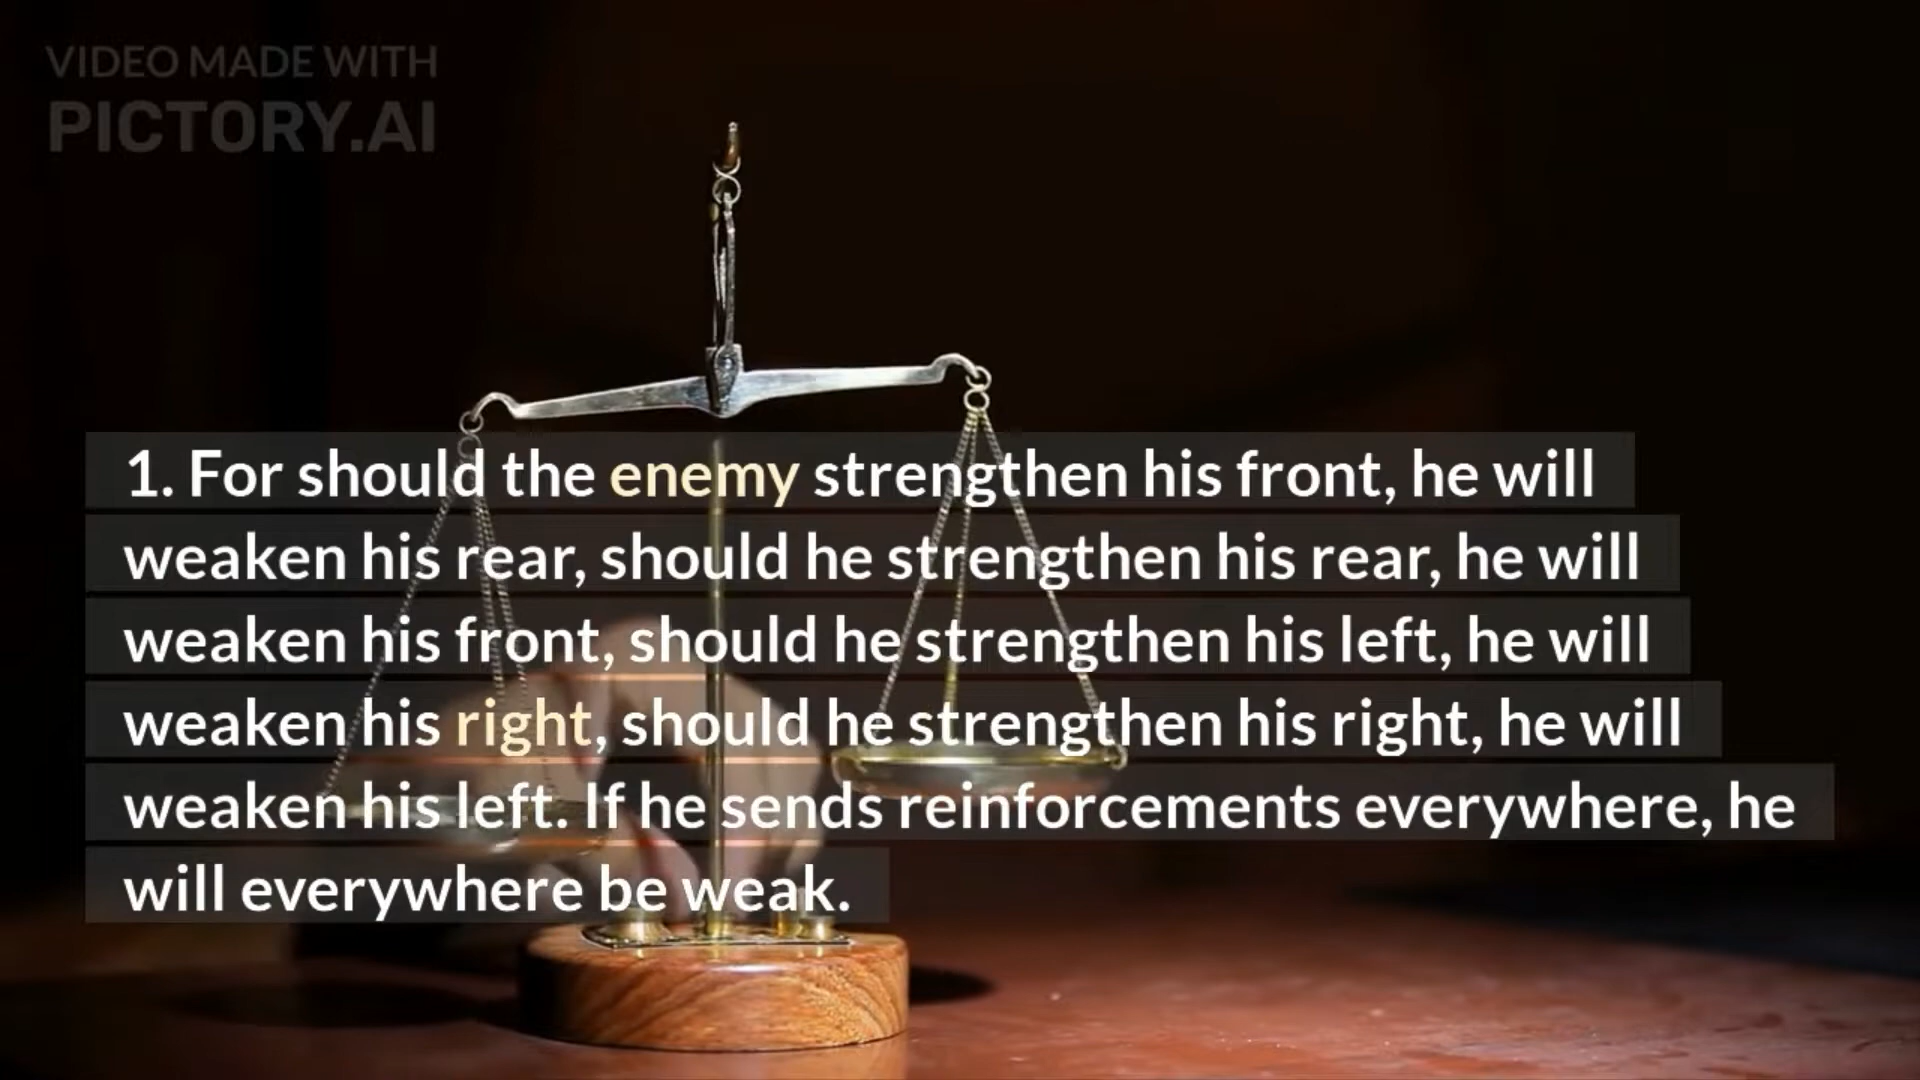 VIDEO MADE WITH
PICTORY.AI
1. For should the enemy strengthen his front, he will
weaken his rear, should he strengthen his rear, he will
weaken his front, should he strengthen his left, he will
weaken his right, should he strengthen his right, he will
weaken his left. If he sends reinforcements everywhere, he
will everywhere be weak.